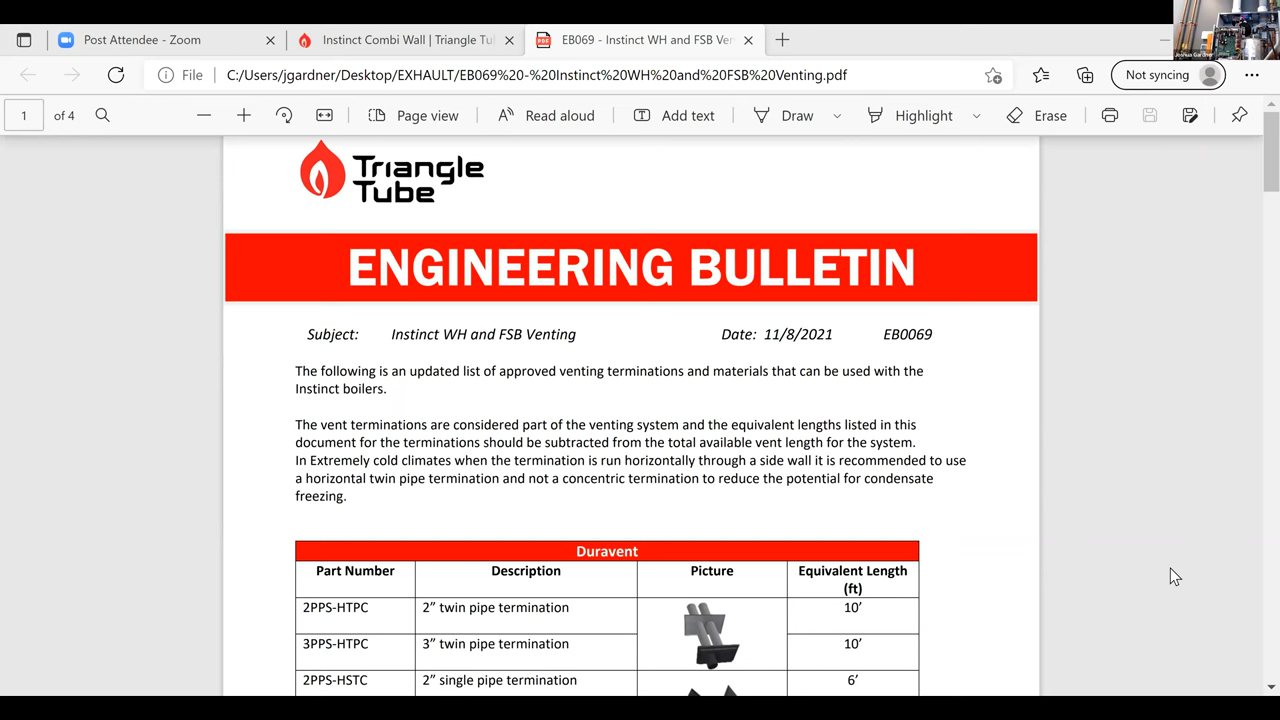 Post Attendee - Zoom
Instinct Combi Wall | Triangle Tu
EB069 - Instinct WH and FSB Ven
Joshua Gardner
File
C:/Users/jgardner/Desktop/EXHAULT/EB069%20-%20Instinct%20WH%20and%20FSB%20Venting.pdf
Not syncing
1 of 4
Page view
Read aloud
Add text
Draw
Highlight
Erase
Triangle
Tube
ENGINEERING BULLETIN
Subject: Instinct WH and FSB Venting Date: 11/8/2021 EB0069
The following is an updated list of approved venting terminations and materials that can be used with the
Instinct boilers.
The vent terminations are considered part of the venting system and the equivalent lengths listed in this
document for the terminations should be subtracted from the total available vent length for the system.
In Extremely cold climates when the termination is run horizontally through a side wall it is recommended to use
a horizontal twin pipe termination and not a concentric termination to reduce the potential for condensate
freezing.
Duravent
Part Number Description Picture Equivalent Length
(ft)
2PPS-HTPC 2” twin pipe termination 10’
3PPS-HTPC 3” twin pipe termination 10’
2PPS-HSTC 2” single pipe termination 6’